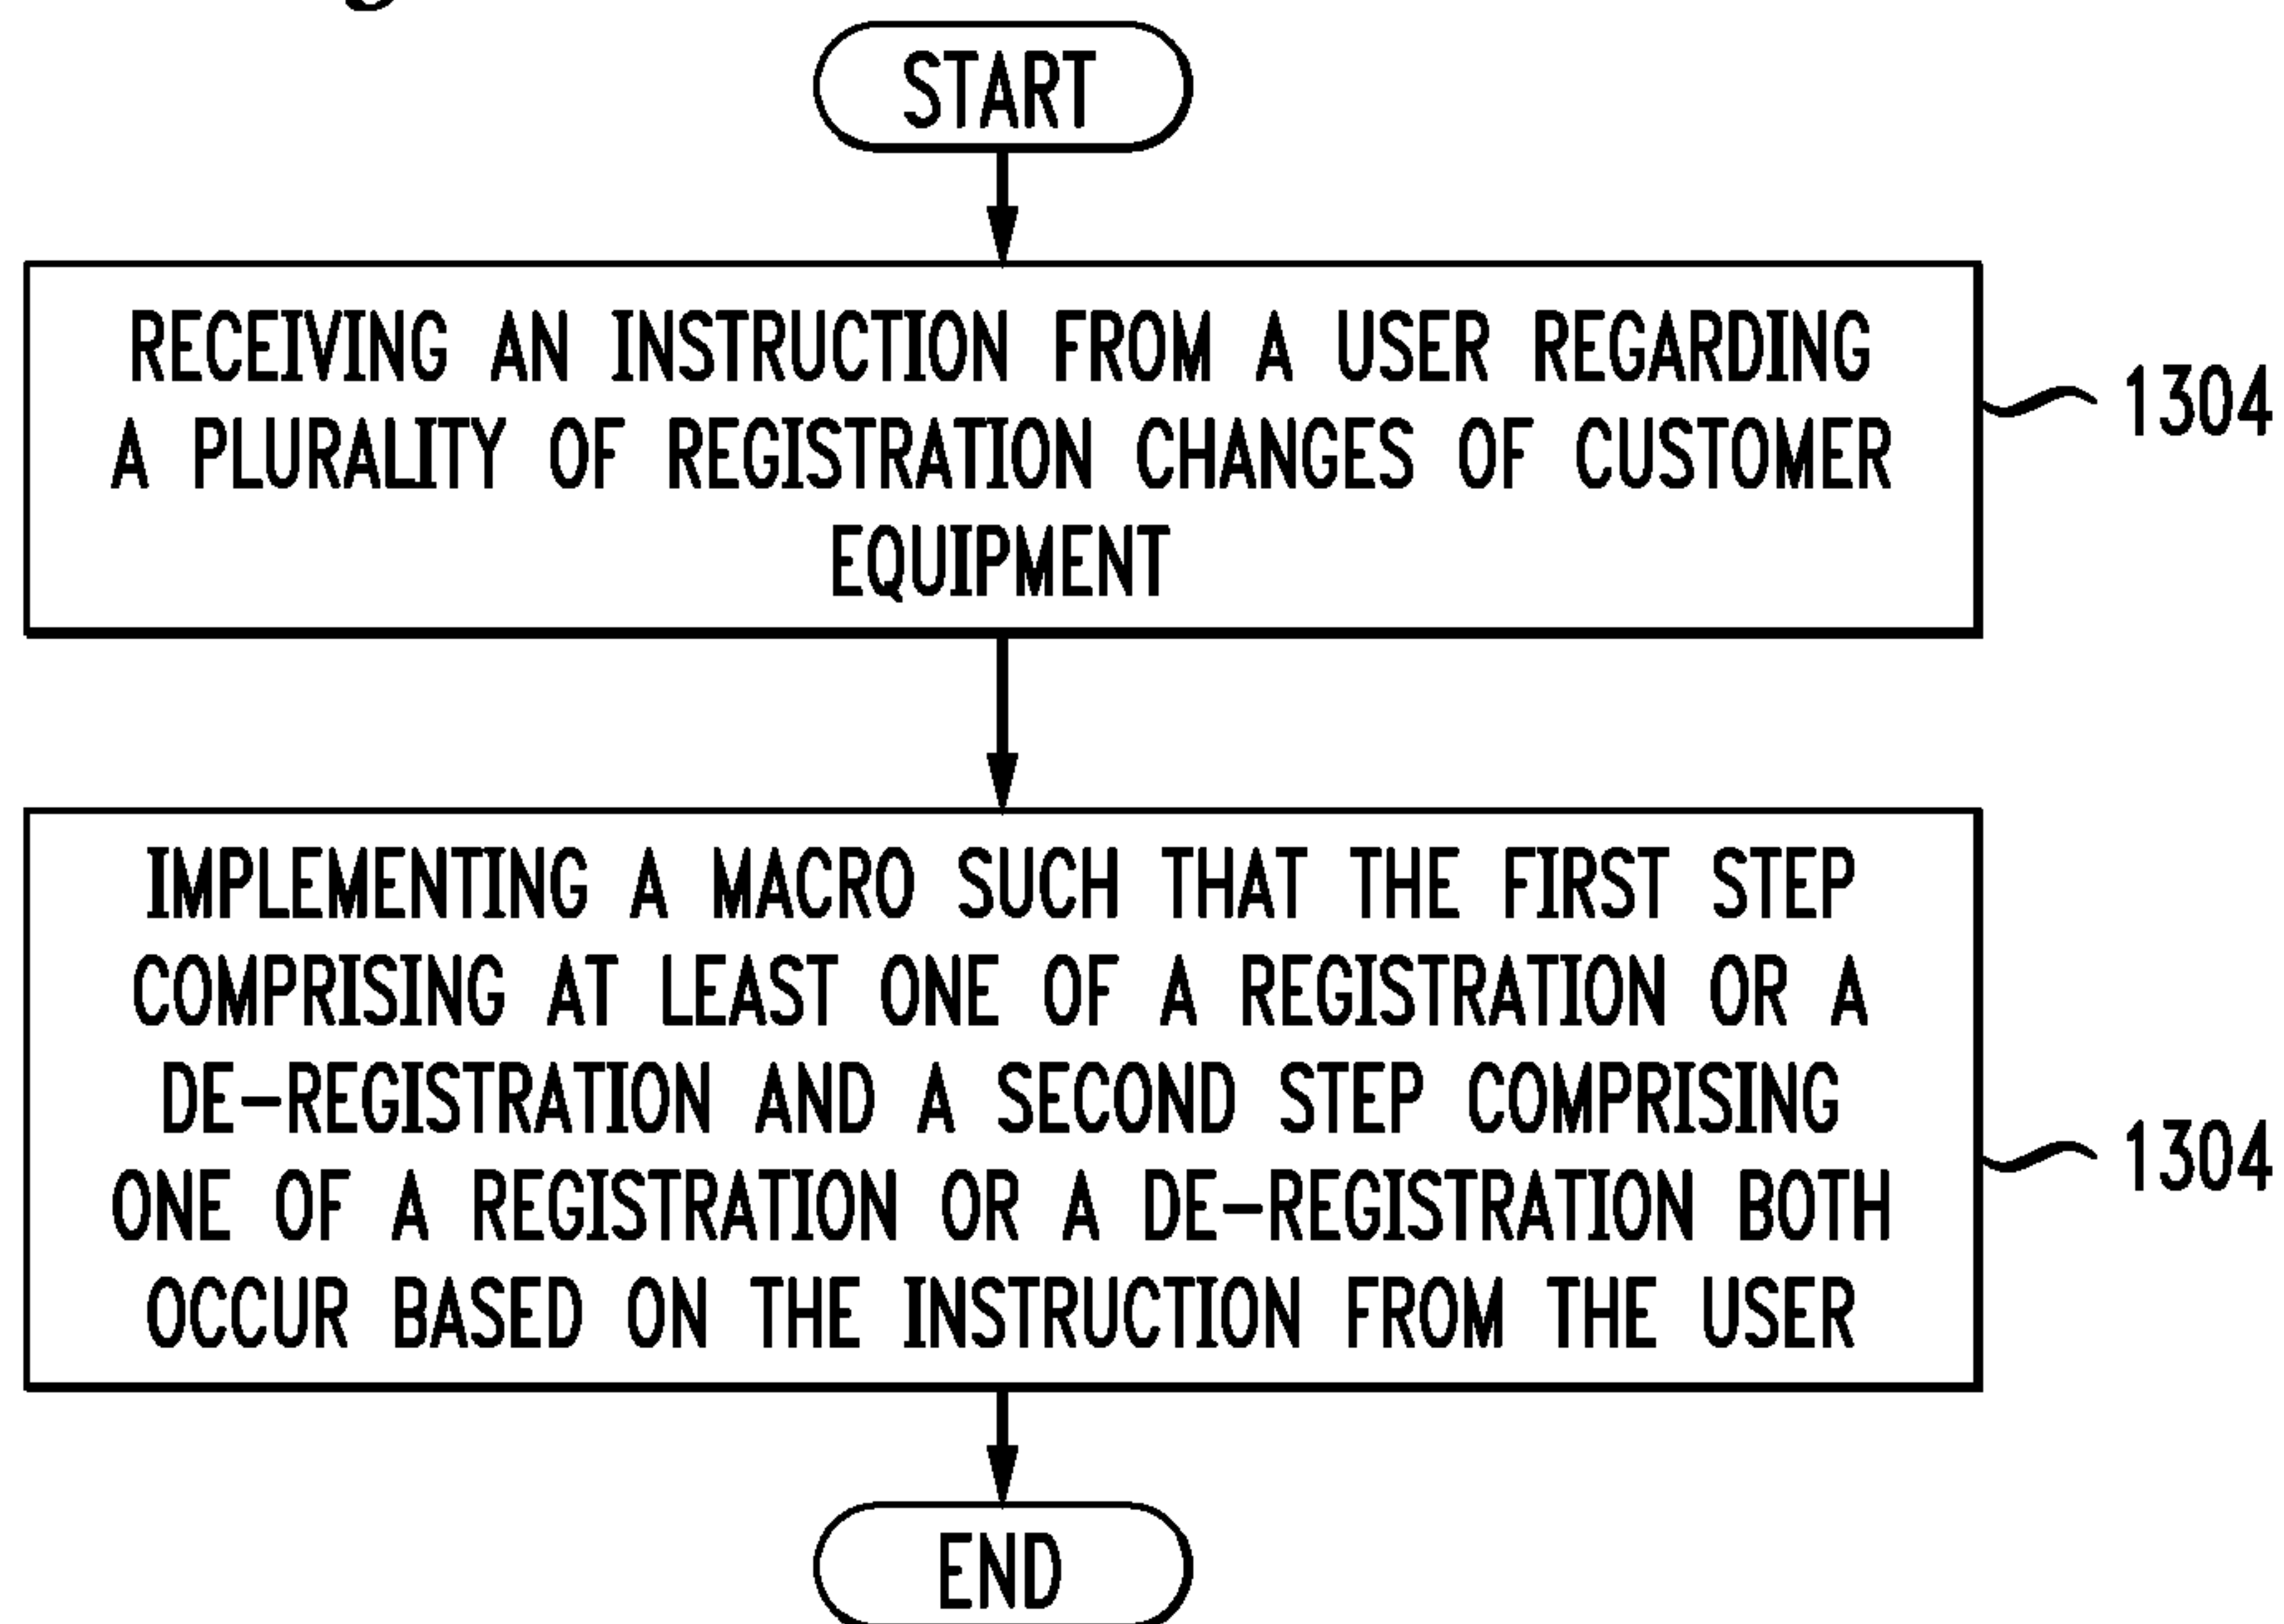 START
RECEIVING AN INSTRUCTION FROM A USER REGARDING
A PLURALITY OF REGISTRATION CHANGES OF CUSTOMER
EQUIPMENT
1304
IMPLEMENTING A MACRO SUCH THAT THE FIRST STEP
COMPRISING AT LEAST ONE OF A REGISTRATION OR A
DE-REGISTRATION AND A SECOND STEP COMPRISING
ONE OF A REGISTRATION OR A DE-REGISTRATION BOTH
OCCUR BASED ON THE INSTRUCTION FROM THE USER
1304
END